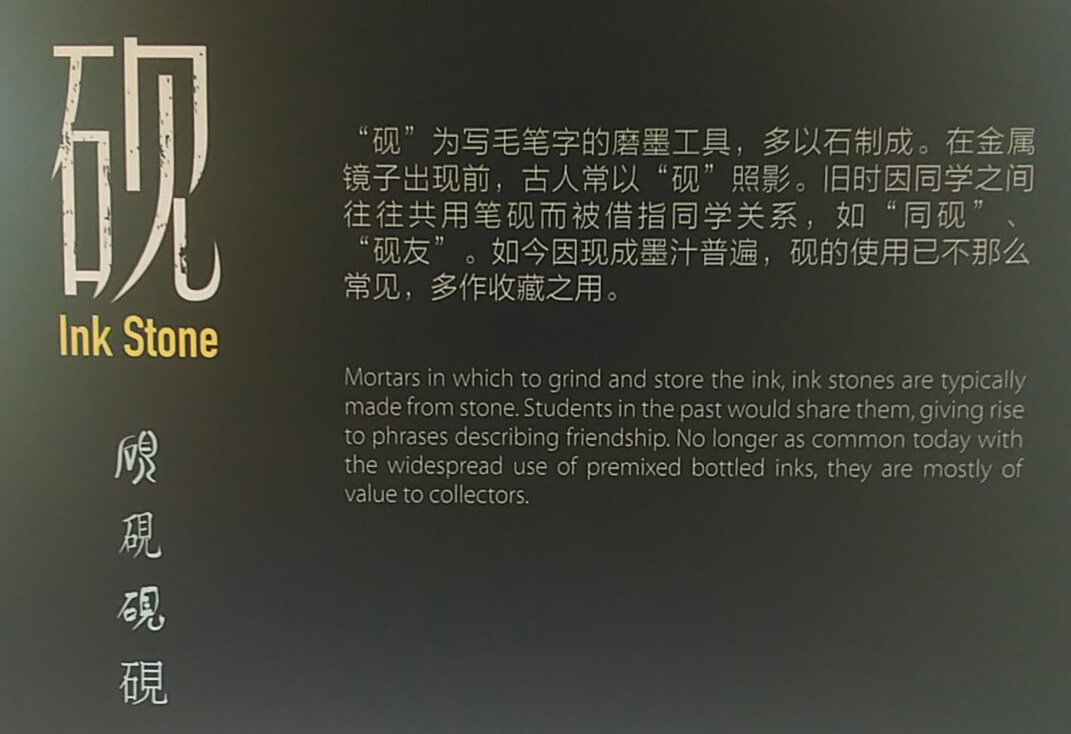 砚
Ink Stone
砚
硯
硯
硯
“砚”为写毛笔字的磨墨工具，多以石制成。在金属
镜子出现前，古人常以“砚”照影。旧时因同学之间
往往共用笔砚而被借指同学关系，如“同砚”、
“砚友”。如今因现成墨汁普遍，砚的使用已不那么
常见，多作收藏之用。
Mortars in which to grind and store the ink, ink stones are typically
made from stone. Students in the past would share them, giving rise
to phrases describing friendship. No longer as common today with
the widespread use of premixed bottled inks, they are mostly of
value to collectors.